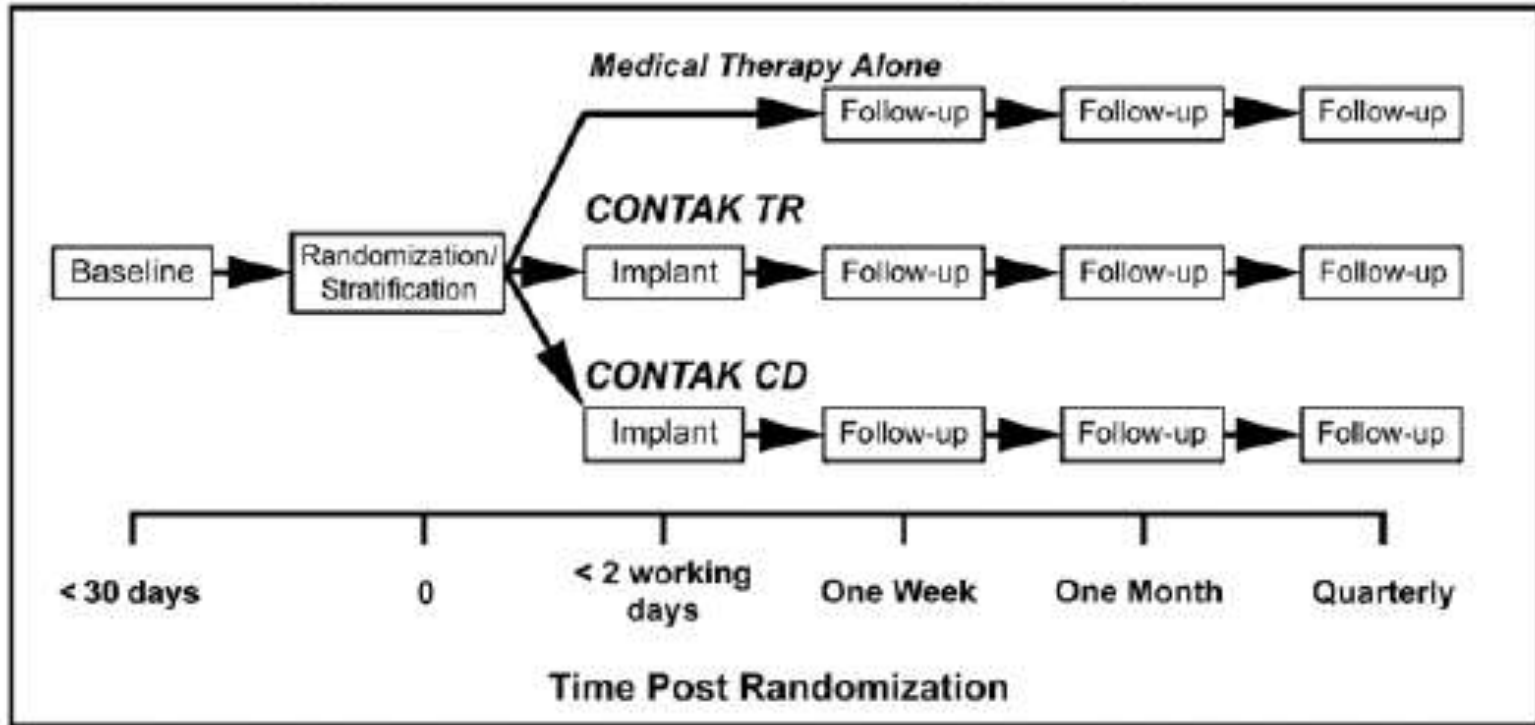 Medical Therapy Alone
Follow-up Follow-up Follow-up
CONTAK TR
Baseline
Randomization/
Stratification
Implant Follow-up Follow-up Follow-up
CONTAK CD
Implant Follow-up Follow-up Follow-up
< 30 days
0
< 2 working
days
One Week
One Month
Quarterly
Time Post Randomization